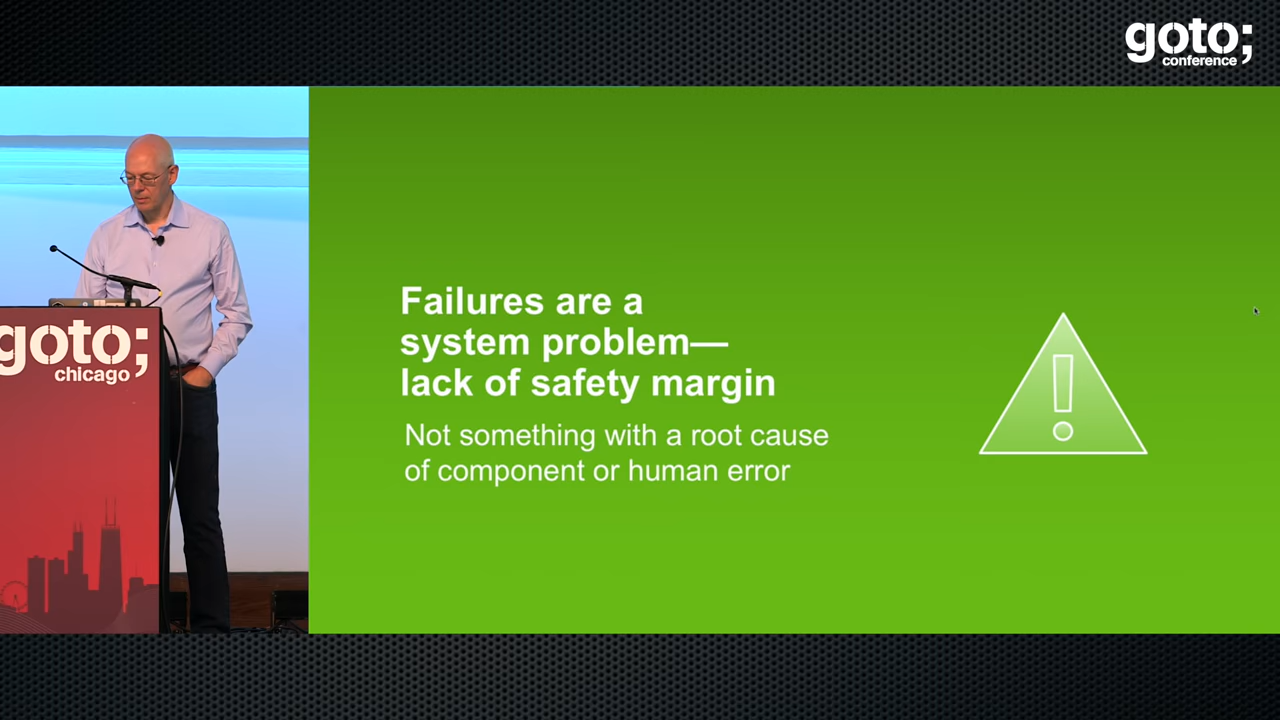 goto;
conference
Failures are a
system problem—
lack of safety margin
Not something with a root cause
of component or human error
goto;
chicago